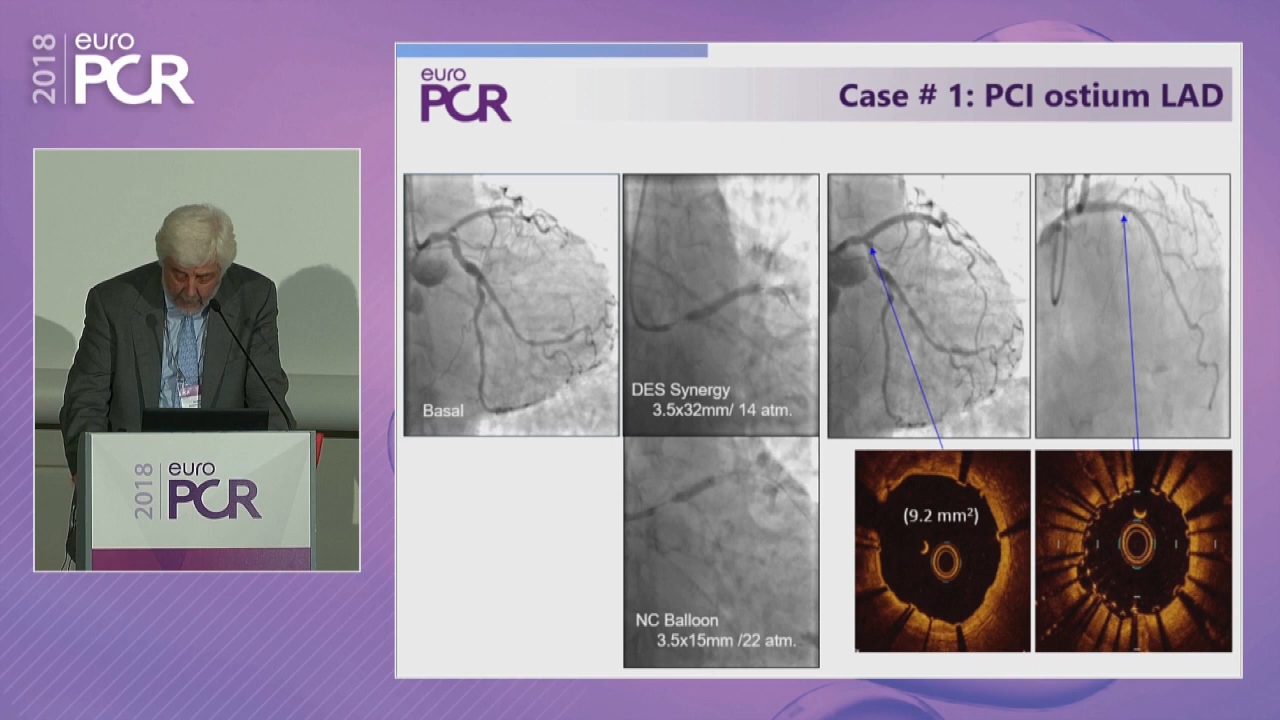 2018
euro
PCR
euro
PCR
Case # 1: PCI ostium LAD
Basal
DES Synergy
3.5x32mm/ 14 atm.
NC Balloon
3.5x15mm /22 atm.
(9.2 mm²)
2018
euro
PCR